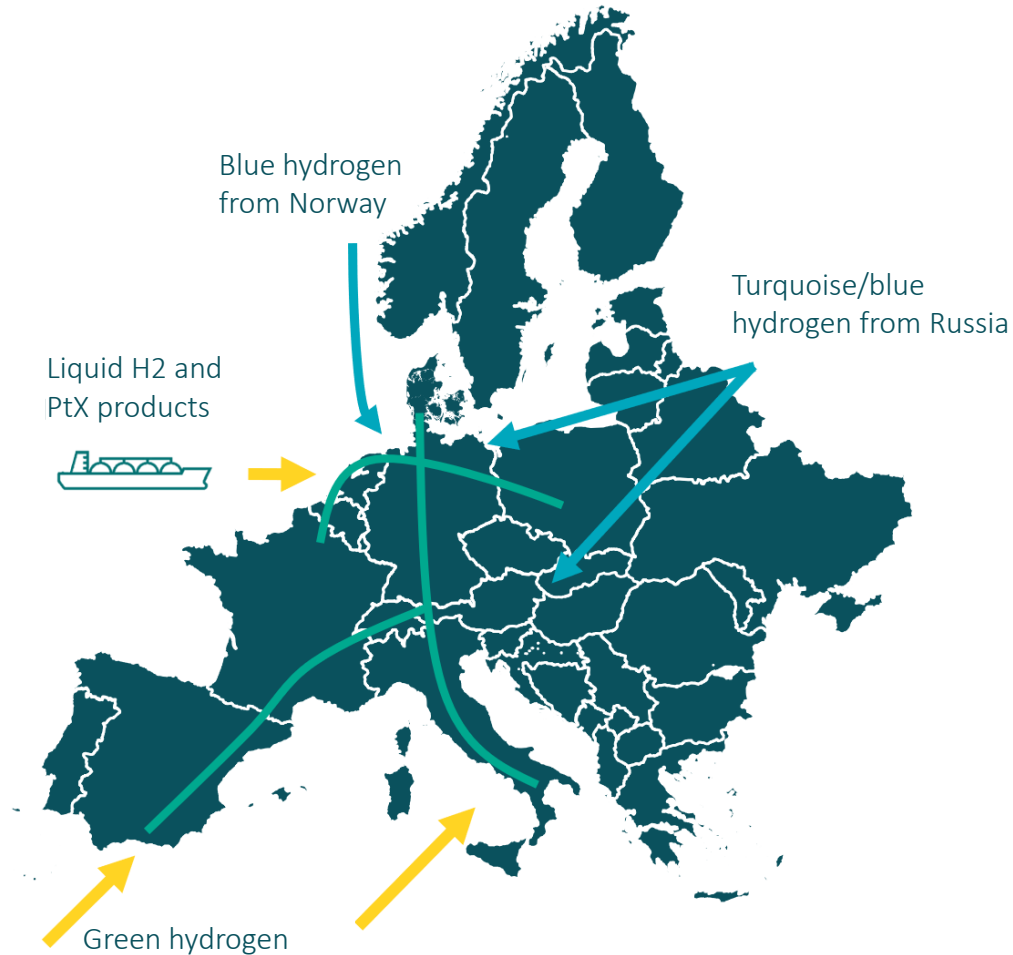 Blue hydrogen
from Norway
Turquoise/blue
hydrogen from Russia
Liquid H2 and
PtX products
Green hydrogen